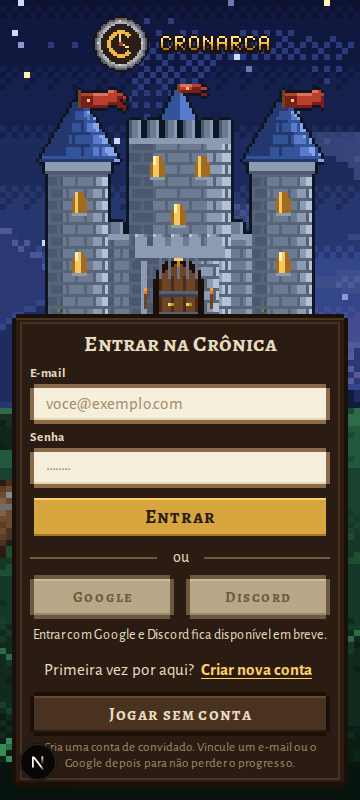 CRONARCA
Entrar na Crônica
E-mail
voce@exemplo.com
Senha
Entrar
ou
Google
Discord
Entrar com Google e Discord fica disponível em breve.
Primeira vez por aqui? Criar nova conta
Jogar sem conta
Cria uma conta de convidado. Vincule um e-mail ou o
Google depois para não perder o progresso.
N